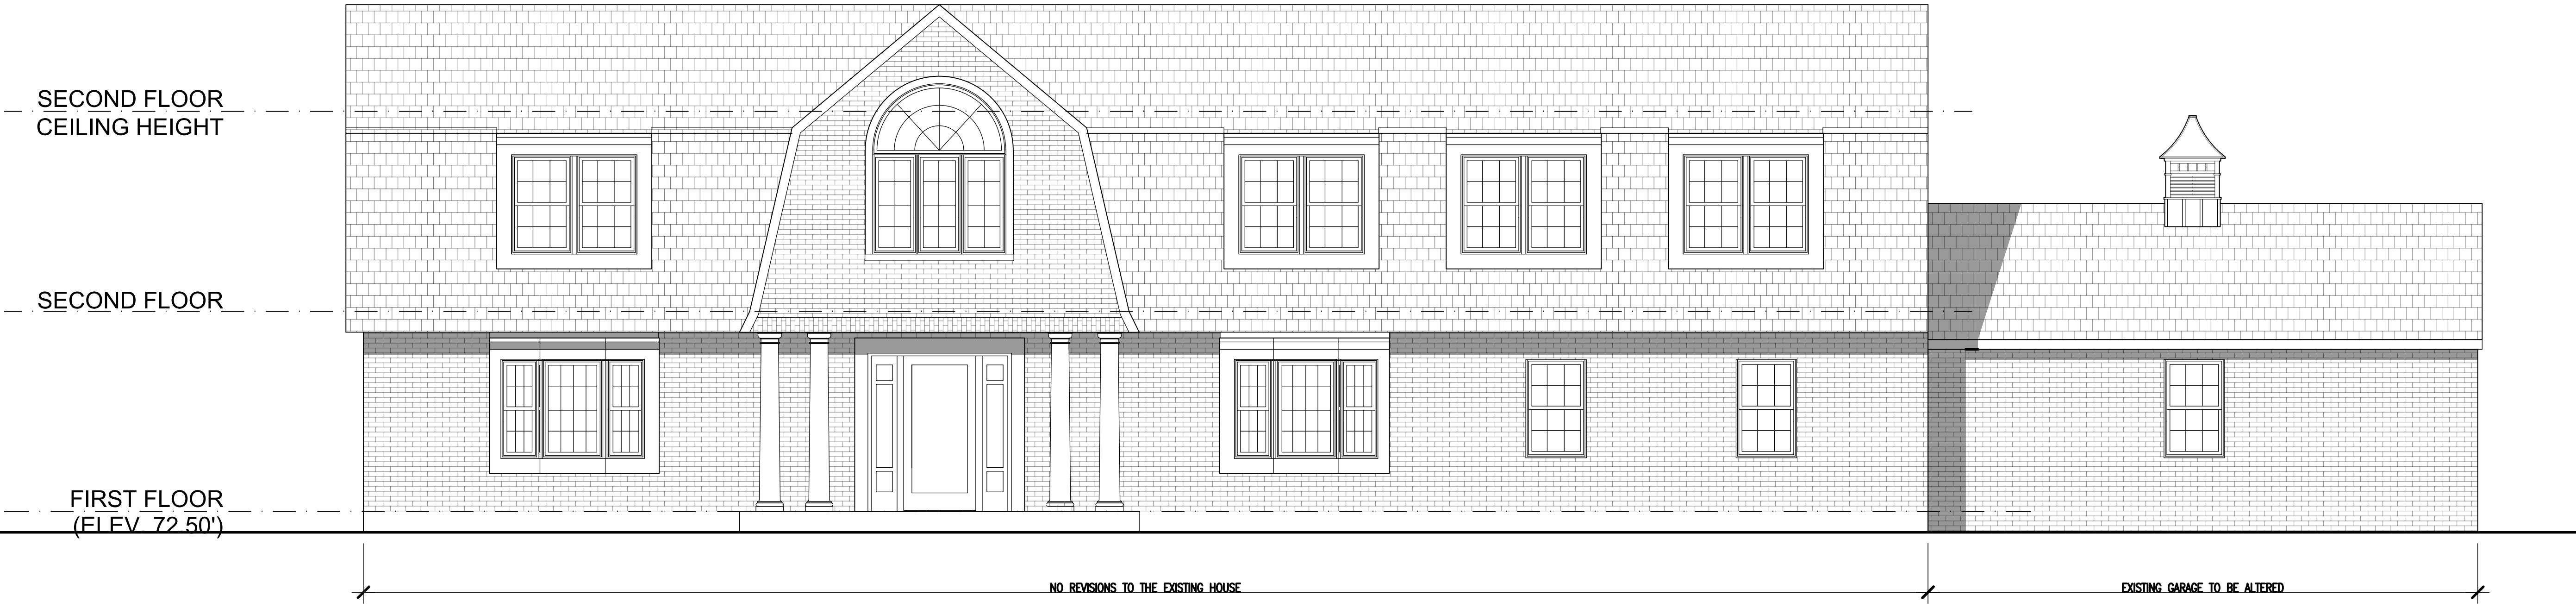 SECOND FLOOR
CEILING HEIGHT
SECOND FLOOR
FIRST FLOOR
(ELEV. 72.50')
NO REVISIONS TO THE EXISTING HOUSE
EXISTING GARAGE TO BE ALTERED